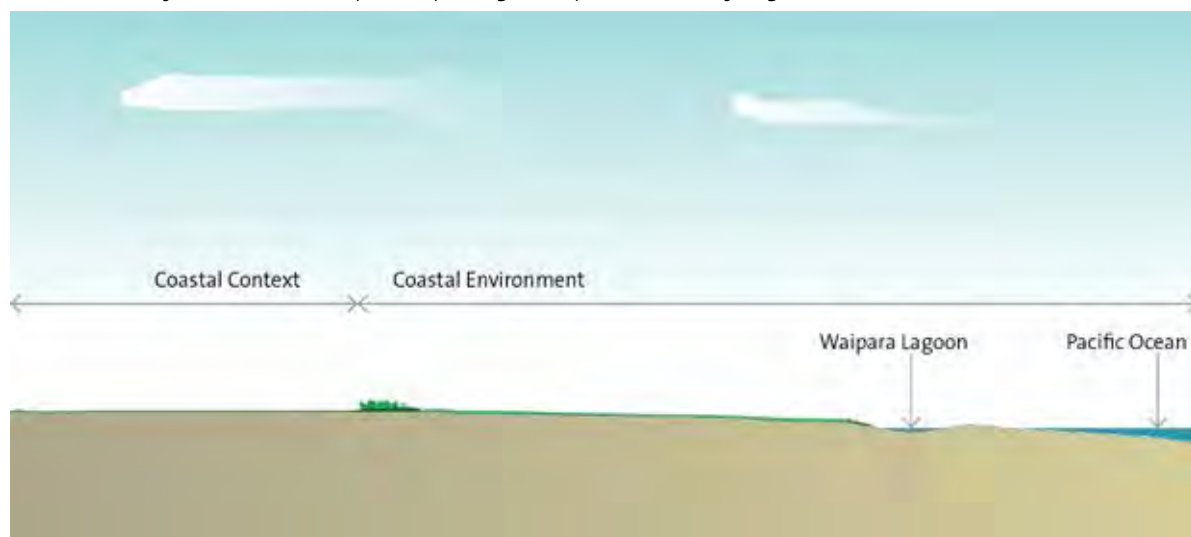 Coastal Context
Coastal Environment
Waipara Lagoon
Pacific Ocean